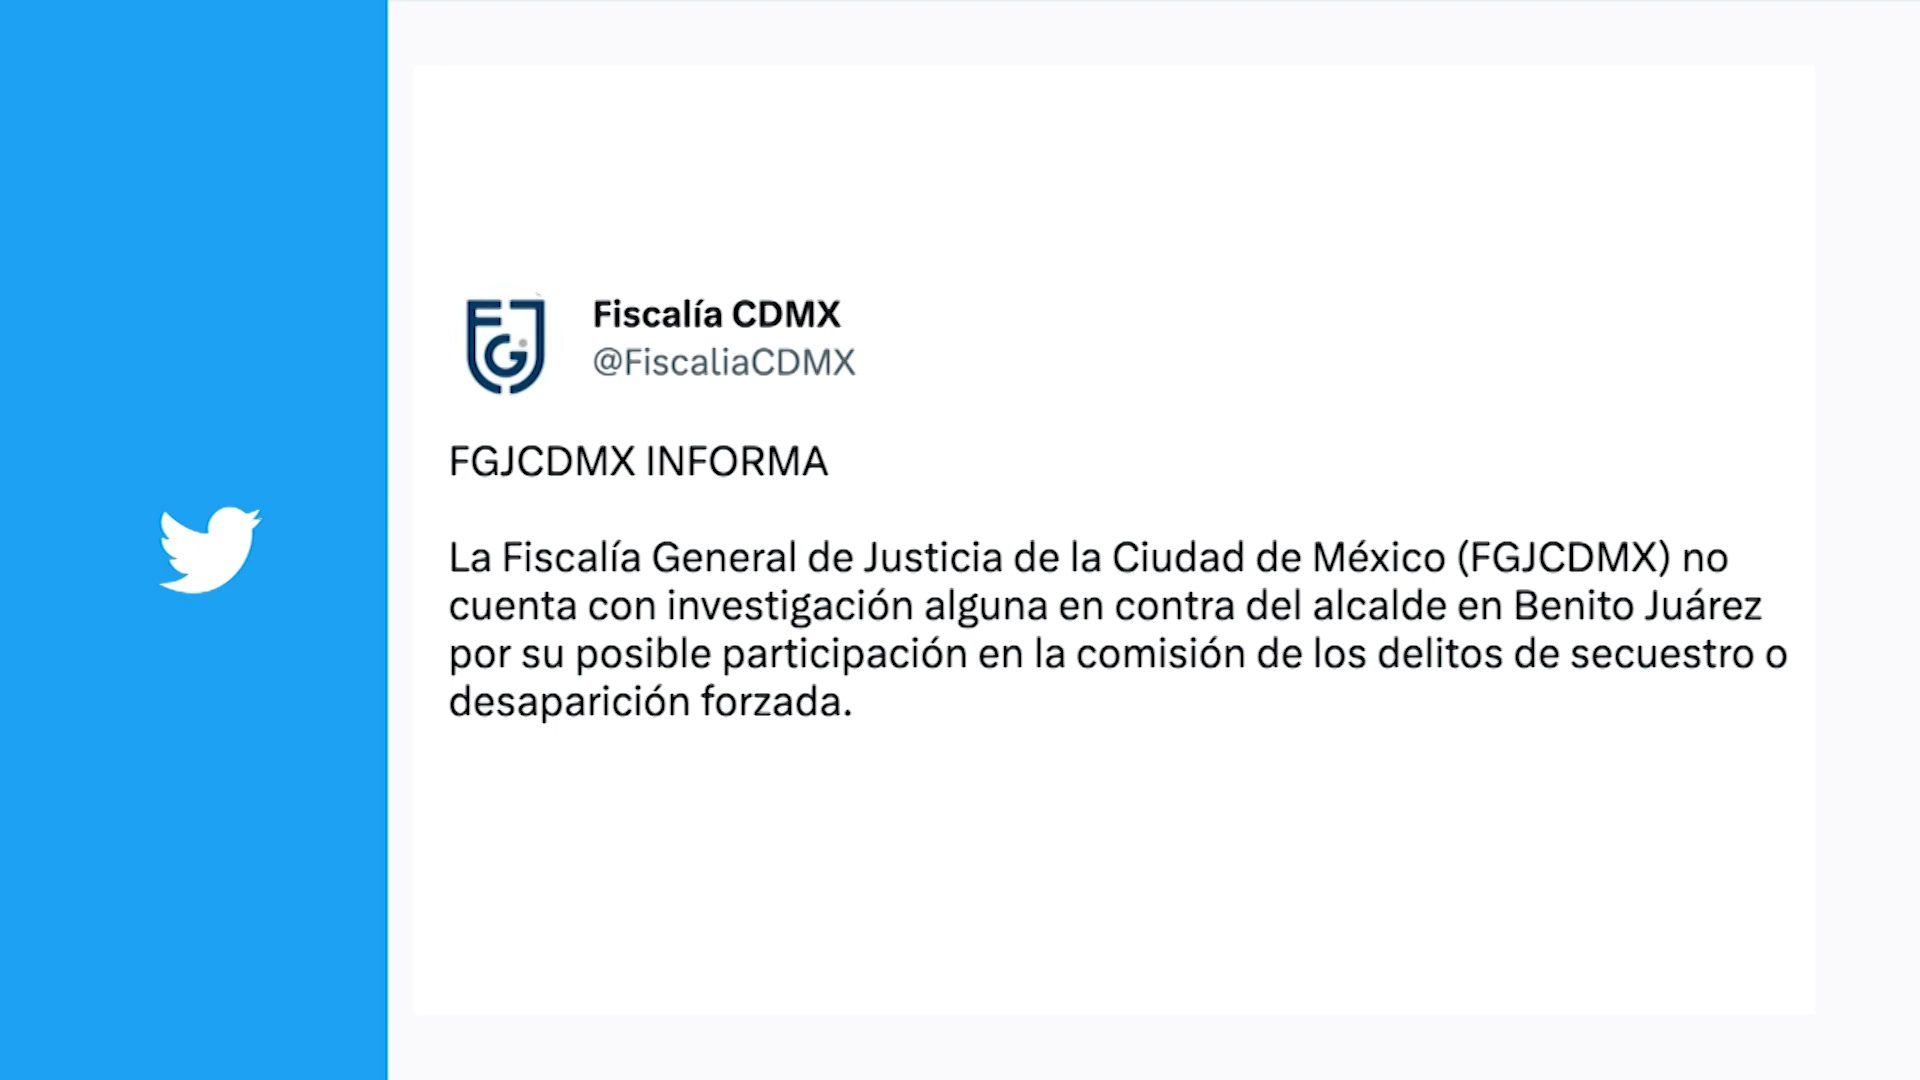 Fiscalía CDMX
@FiscaliaCDMX
FGJCDMX INFORMA
La Fiscalía General de Justicia de la Ciudad de México (FGJCDMX) no
cuenta con investigación alguna en contra del alcalde en Benito Juárez
por su posible participación en la comisión de los delitos de secuestro o
desaparición forzada.